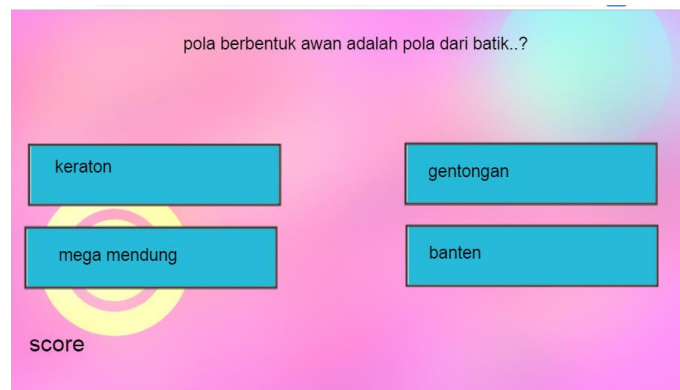 pola berbentuk awan adalah pola dari batik..?
keraton
gentongan
mega mendung
banten
score